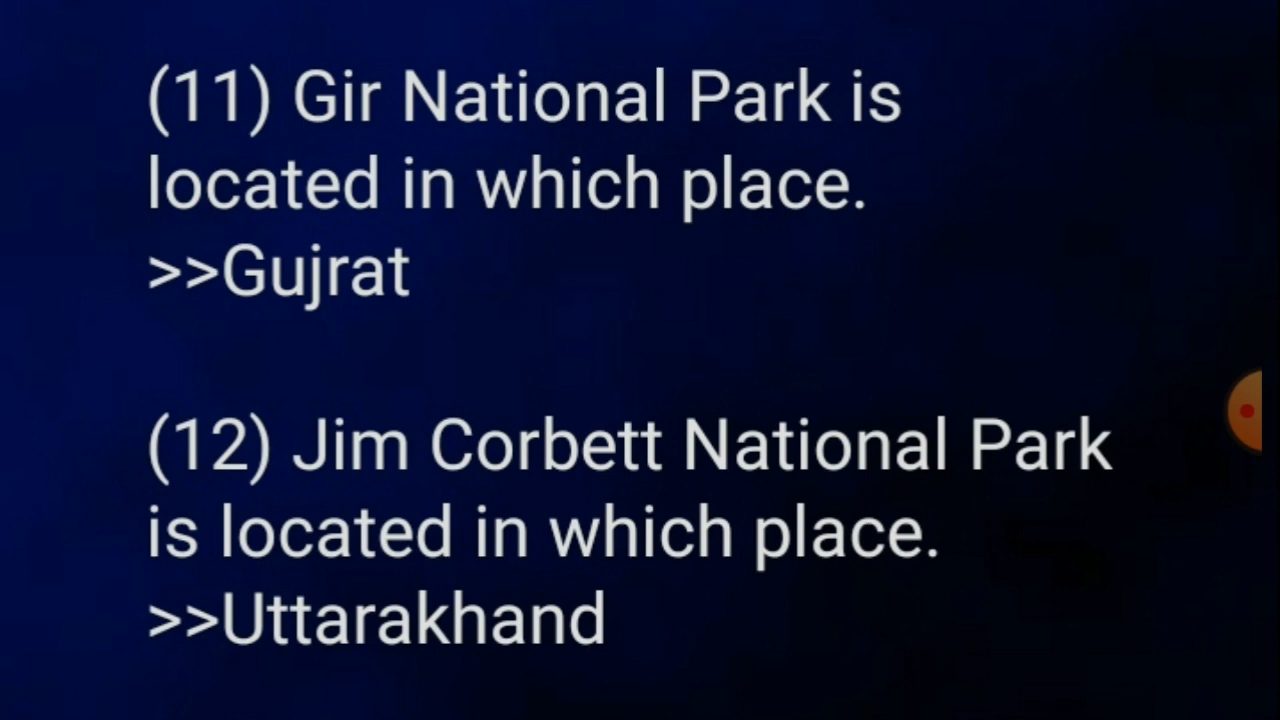 (11) Gir National Park is
located in which place.
>>Gujrat
(12) Jim Corbett National Park
is located in which place.
>>Uttarakhand